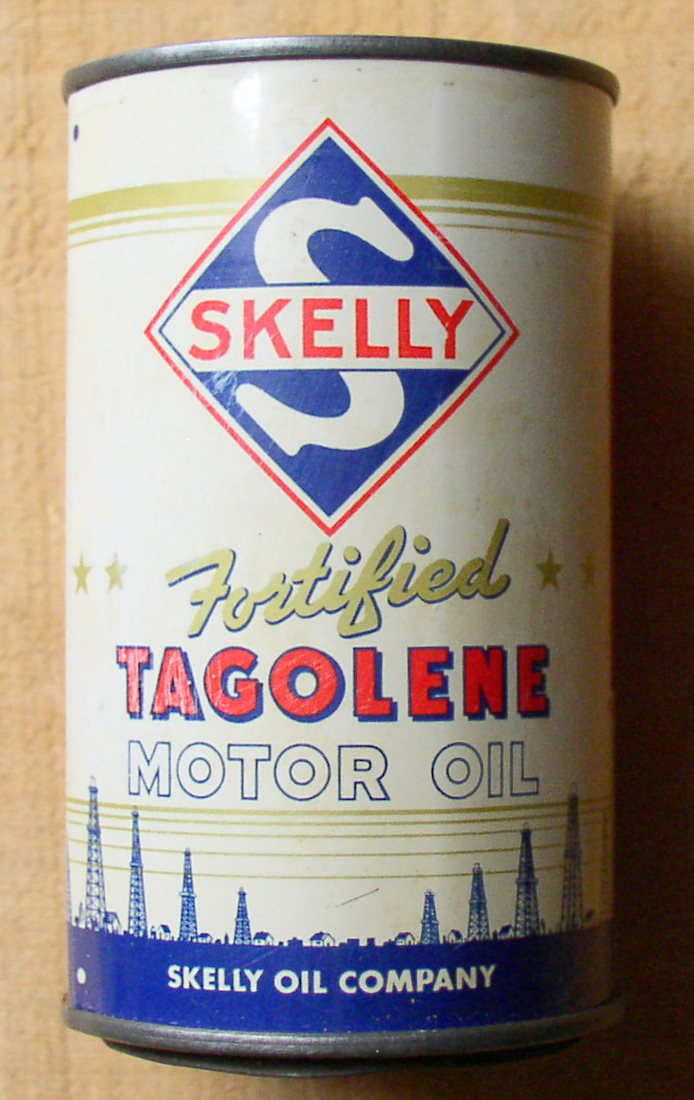 S
SKELLY
Fortified
TAGOLENE
MOTOR OIL
SKELLY OIL COMPANY